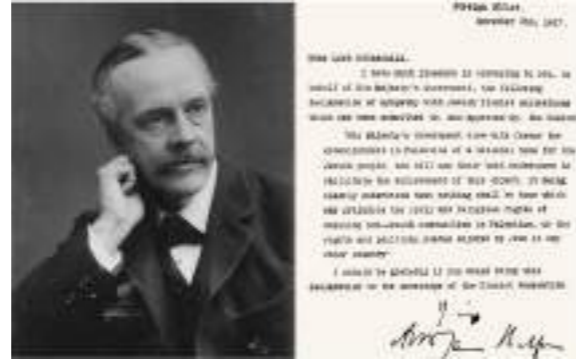 Foreign Office,
November 2nd, 1917.
Dear Lord Rothschild,
I have much pleasure in conveying to you, on
behalf of His Majesty's Government, the following
declaration of sympathy with Jewish Zionist aspirations
which has been submitted to, and approved by, the Cabinet
His Majesty's Government view with favour the
establishment in Palestine of a national home for the
Jewish people, and will use their best endeavours to
facilitate the achievement of this object, it being
clearly understood that nothing shall be done which
may prejudice the civil and religious rights of
existing non-Jewish communities in Palestine, or the
rights and political status enjoyed by Jews in any
other country
I should be grateful if you would bring this
declaration to the knowledge of the Zionist Federation